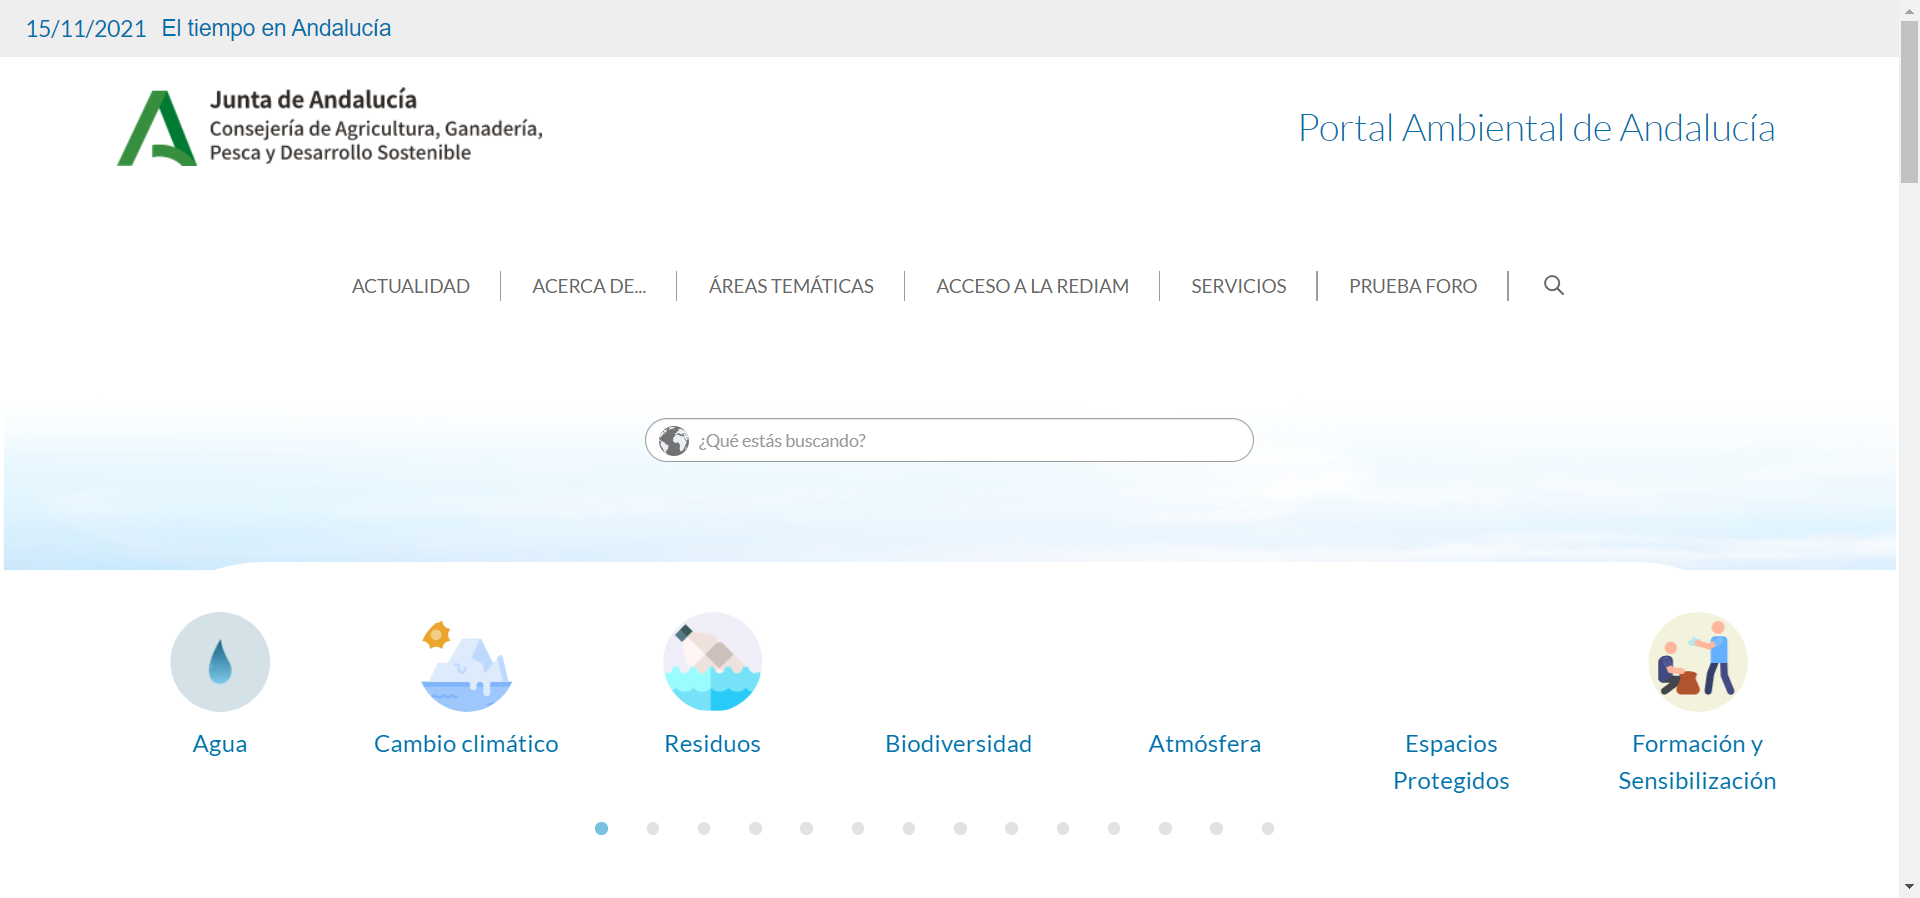 15/11/2021 El tiempo en Andalucía
Junta de Andalucía
Consejería de Agricultura, Ganadería,
Pesca y Desarrollo Sostenible
Portal Ambiental de Andalucía
ACTUALIDAD
ACERCA DE...
ÁREAS TEMÁTICAS
ACCESO A LA REDIAM
SERVICIOS
PRUEBA FORO
¿Qué estás buscando?
Agua
Cambio climático
Residuos
Biodiversidad
Atmósfera
Espacios
Protegidos
Formación y
Sensibilización